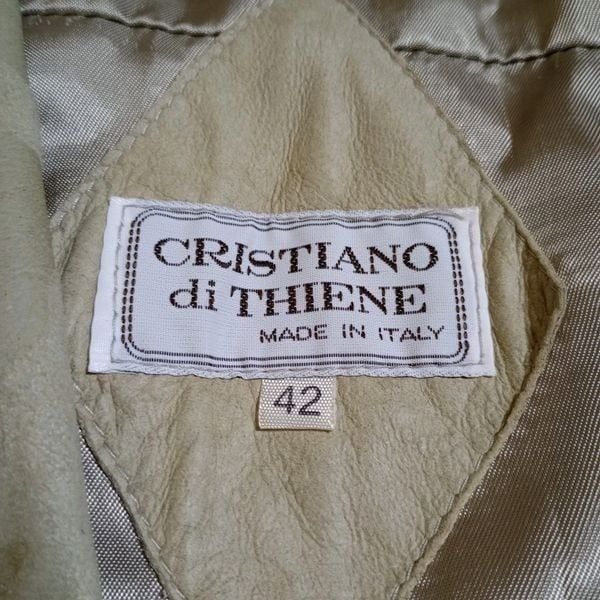 CRISTIANO
di THIENE
MADE IN ITALY
42